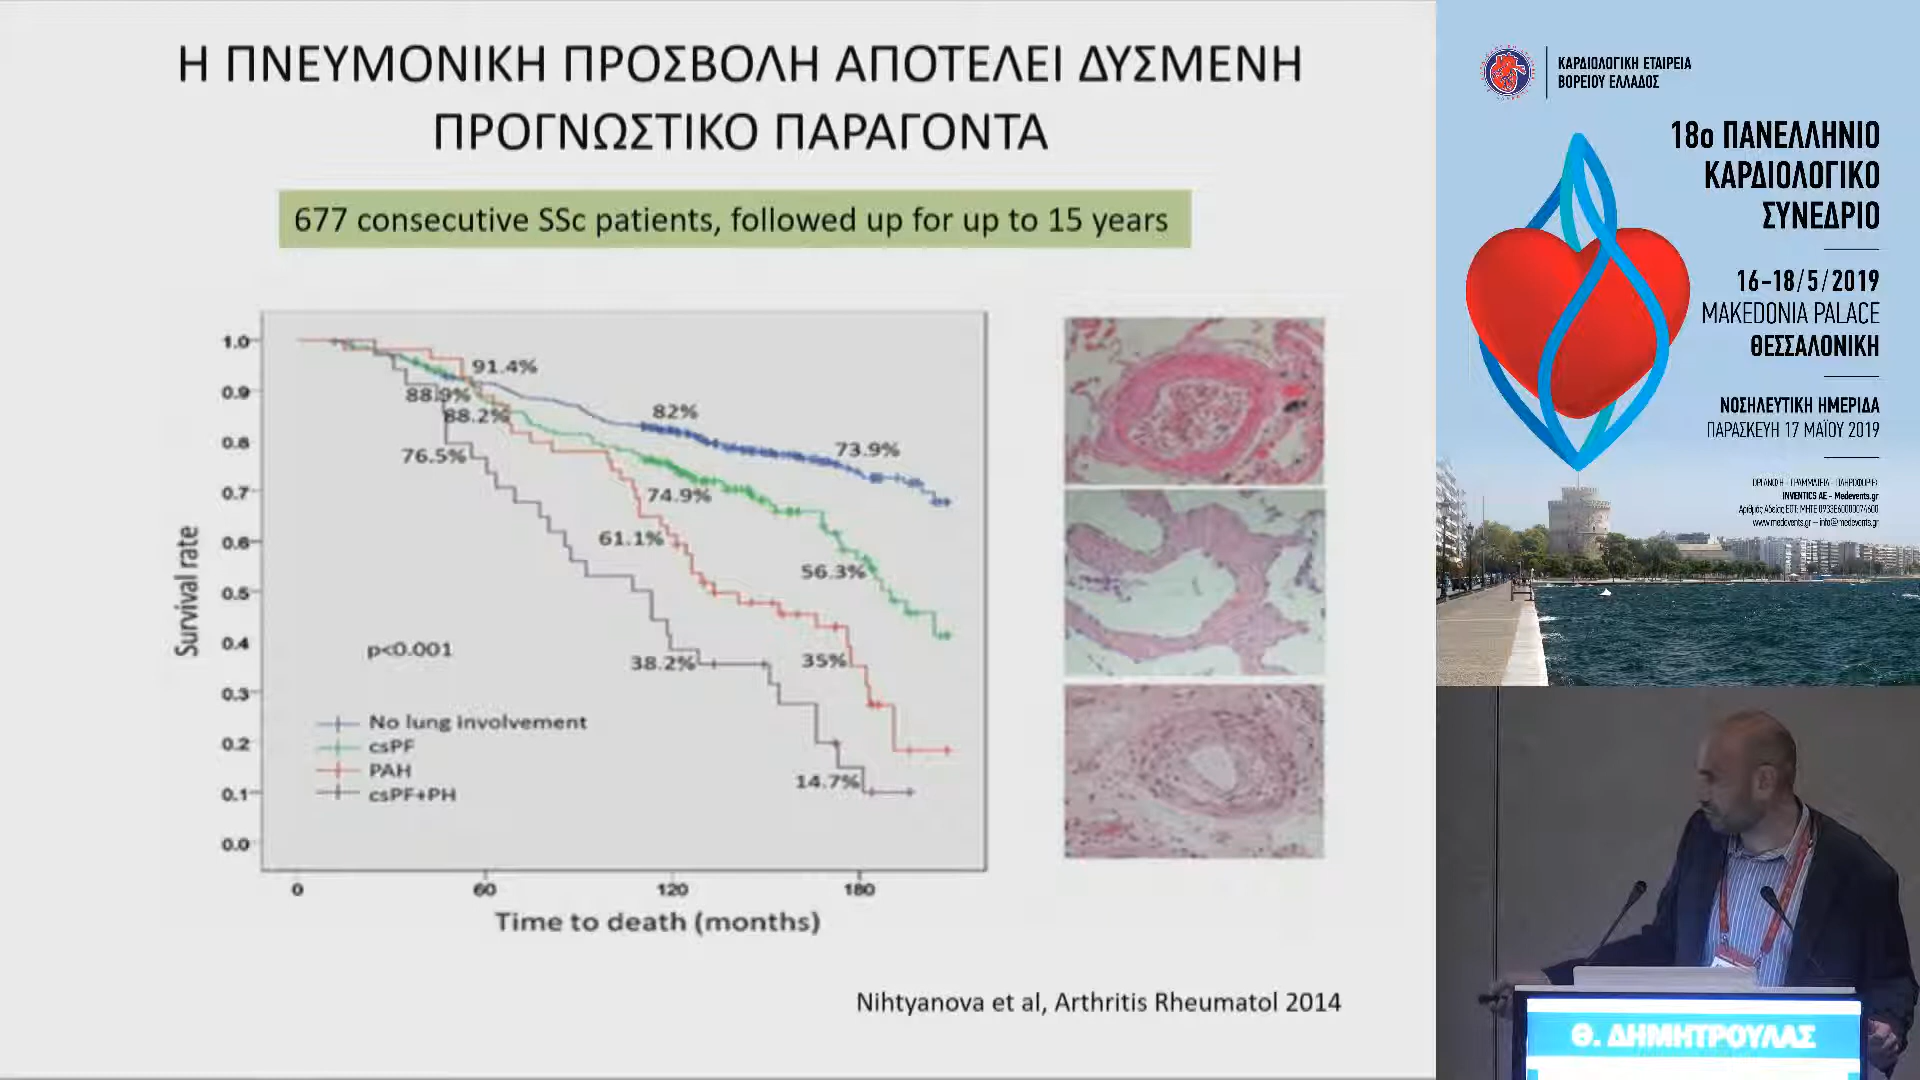 Η ΠΝΕΥΜΟΝΙΚΗ ΠΡΟΣΒΟΛΗ ΑΠΟΤΕΛΕΙ ΔΥΣΜΕΝΗ
ΠΡΟΓΝΩΣΤΙΚΟ ΠΑΡΑΓΟΝΤΑ
677 consecutive SSc patients, followed up for up to 15 years
Survival rate
1.0
0.9
0.8
0.7
0.6
0.5
0.4
0.3
0.2
0.1
0.0
91.4%
88.9%
88.2%
76.5%
82%
73.9%
74.9%
61.1%
56.3%
38.2%
35%
14.7%
p<0.001
No lung involvement
csPF
PAH
csPF+PH
0
60
120
180
Time to death (months)
Nihtyanova et al, Arthritis Rheumatol 2014
ΚΑΡΔΙΟΛΟΓΙΚΗ ΕΤΑΙΡΕΙΑ
ΒΟΡΕΙΟΥ ΕΛΛΑΔΟΣ
18ο ΠΑΝΕΛΛΗΝΙΟ
ΚΑΡΔΙΟΛΟΓΙΚΟ
ΣΥΝΕΔΡΙΟ
16-18/5/2019
MAKEDONIA PALACE
ΘΕΣΣΑΛΟΝΙΚΗ
ΝΟΣΗΛΕΥΤΙΚΗ ΗΜΕΡΙΔΑ
ΠΑΡΑΣΚΕΥΗ 17 ΜΑΪΟΥ 2019
INVENTICS AE - Medevents.gr
www.medevents.gr – info@medevents.gr
Θ. ΔΗΜΗΤΡΟΥΛΑΣ